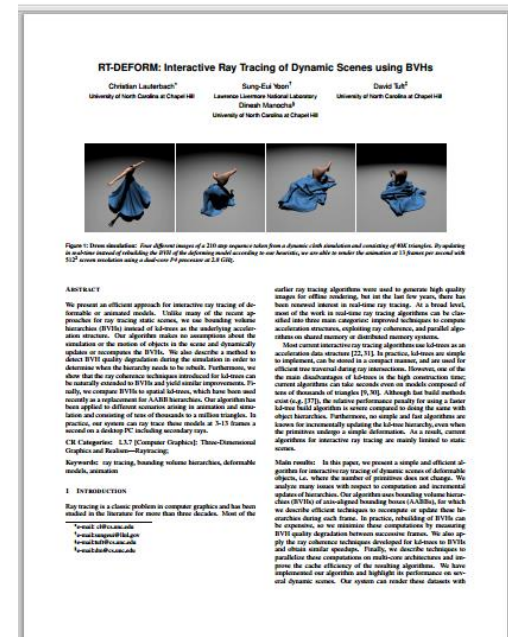 RT-DEFORM: Interactive Ray Tracing of Dynamic Scenes using BVHs
Christian Lauterbach*
University of North Carolina at Chapel Hill
Sung-Eui Yoon†
Lawrence Livermore National Laboratory
David Tuft‡
University of North Carolina at Chapel Hill
Dinesh Manocha§
University of North Carolina at Chapel Hill
Figure 1: Dress simulation: Four different images of a 210 step sequence taken from a dynamic cloth simulation and consisting of 40K triangles. By updating
in real-time instead of rebuilding the BVH of the deforming model according to our heuristic, we are able to render the animation at 13 frames per second with
512² screen resolution using a dual-core P4 processor at 2.8 GHz.
ABSTRACT
We present an efficient approach for interactive ray tracing of de-
formable or animated models. Unlike many of the recent ap-
proaches for ray tracing static scenes, we use bounding volume
hierarchies (BVHs) instead of kd-trees as the underlying acceler-
ation structure. Our algorithm makes no assumptions about the
simulation or the motion of objects in the scene and dynamically
updates or recomputes the BVHs. We also describe a method to
detect BVH quality degradation during the simulation in order to
determine when the hierarchy needs to be rebuilt. Furthermore, we
show that the ray coherence techniques introduced for kd-trees can
be naturally extended to BVHs and yield similar improvements. Fi-
nally, we compare BVHs to spatial kd-trees, which have been used
recently as a replacement for AABB hierarchies. Our algorithm has
been applied to different scenarios arising in animation and simu-
lation and consisting of tens of thousands to a million triangles. In
practice, our system can ray trace these models at 3-13 frames a
second on a desktop PC including secondary rays.
CR Categories: I.3.7 [Computer Graphics]: Three-Dimensional
Graphics and Realism—Raytracing;
Keywords: ray tracing, bounding volume hierarchies, deformable
models, animation
1 INTRODUCTION
Ray tracing is a classic problem in computer graphics and has been
studied in the literature for more than three decades. Most of the
*e-mail: cl@cs.unc.edu
†e-mail:sungeui@llnl.gov
‡e-mail:tuft@cs.unc.edu
§e-mail:dm@cs.unc.edu
earlier ray tracing algorithms were used to generate high quality
images for offline rendering, but in the last few years, there has
been renewed interest in real-time ray tracing. At a broad level,
most of the work in real-time ray tracing algorithms can be clas-
sified into three main categories: improved techniques to compute
acceleration structures, exploiting ray coherence, and parallel algo-
rithms on shared memory or distributed memory systems.
Most current interactive ray tracing algorithms use kd-trees as an
acceleration data structure [22, 31]. In practice, kd-trees are simple
to implement, can be stored in a compact manner, and are used for
efficient tree traversal during ray intersections. However, one of the
the main disadvantages of kd-trees is the high construction time;
current algorithms can take seconds even on models composed of
tens of thousands of triangles [9, 30]. Although fast build methods
exist (e.g. [37]), the relative performance penalty for using a faster
kd-tree build algorithm is severe compared to doing the same with
object hierarchies. Furthermore, no simple and fast algorithms are
known for incrementally updating the kd-tree hierarchy, even when
the primitives undergo a simple deformation. As a result, current
algorithms for interactive ray tracing are mainly limited to static
scenes.
Main results: In this paper, we present a simple and efficient al-
gorithm for interactive ray tracing of dynamic scenes of deformable
objects, i.e. where the number of primitives does not change. We
analyze many issues with respect to computation and incremental
updates of hierarchies. Our algorithm uses bounding volume hierar-
chies (BVHs) of axis-aligned bounding boxes (AABBs), for which
we describe efficient techniques to recompute or update these hi-
erarchies during each frame. In practice, rebuilding of BVHs can
be expensive, so we minimize these computations by measuring
BVH quality degradation between successive frames. We also ap-
ply the ray coherence techniques developed for kd-trees to BVHs
and obtain similar speedups. Finally, we describe techniques to
parallelize these computations on multi-core architectures and im-
prove the cache efficiency of the resulting algorithms. We have
implemented our algorithm and highlight its performance on sev-
eral dynamic scenes. Our system can render these datasets with